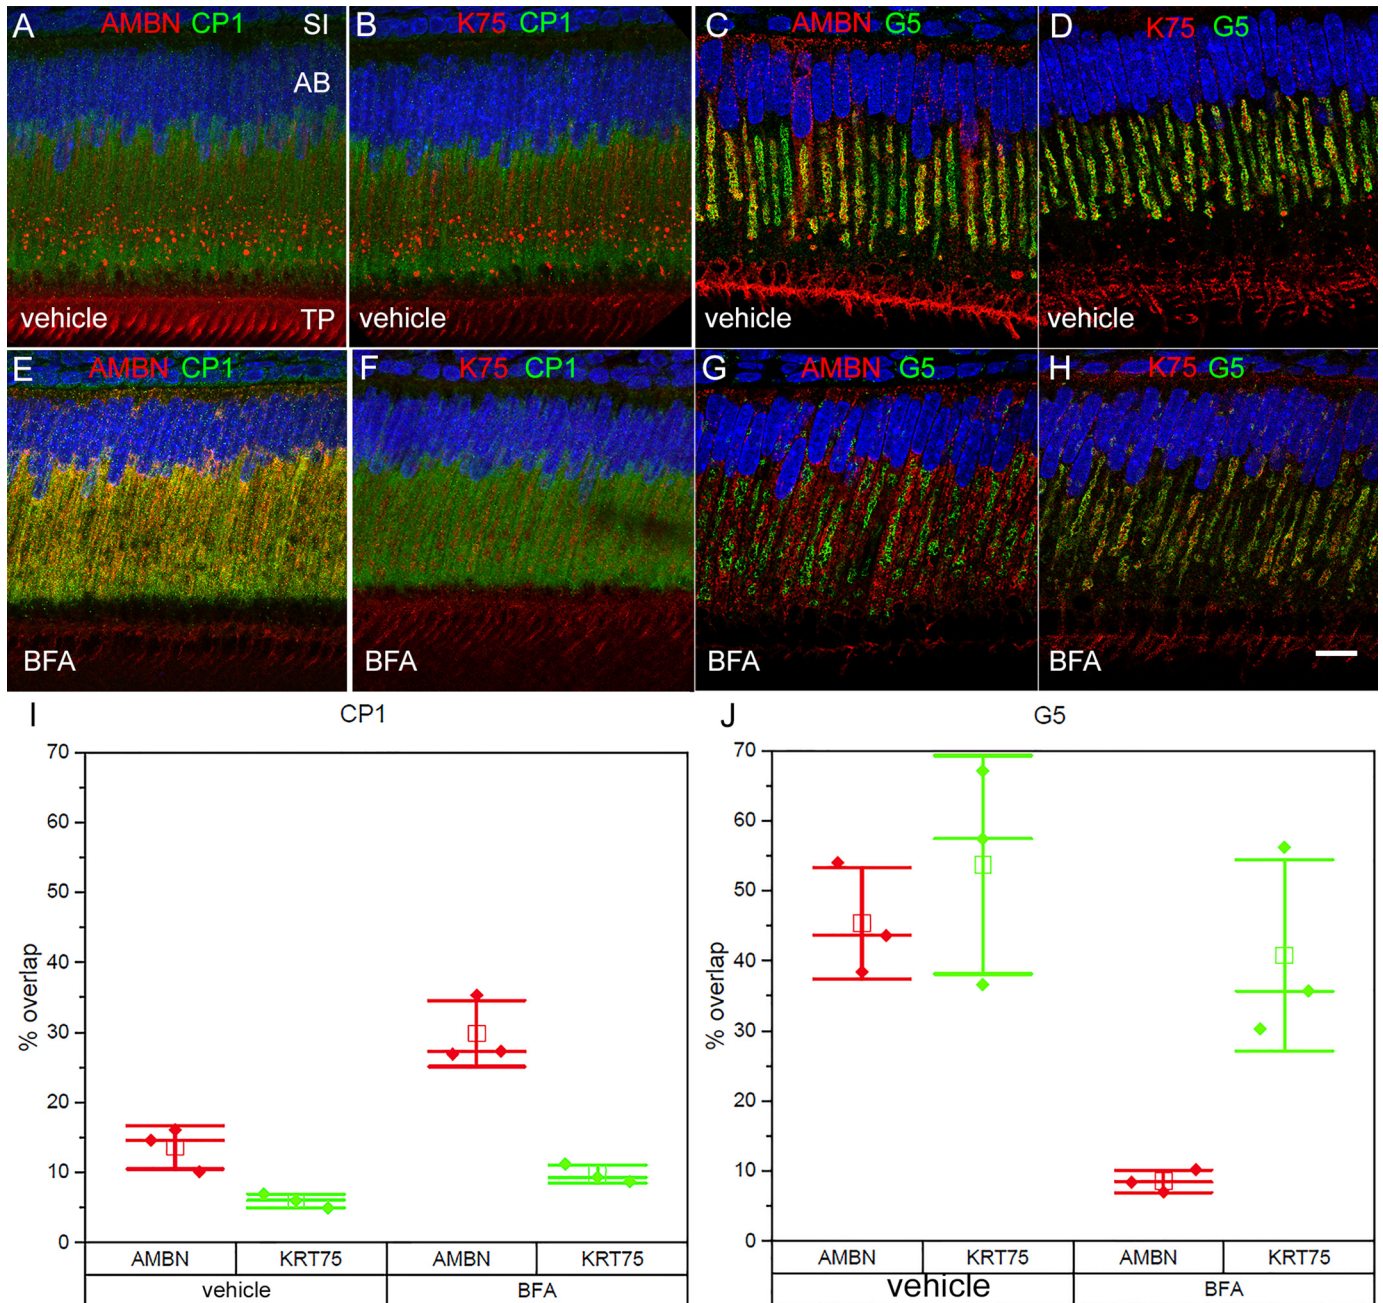 A AMBN CP1 SI
AB
vehicle TP
B K75 CP1
vehicle
C AMBN G5
vehicle
D K75 G5
vehicle
E AMBN CP1
BFA
F K75 CP1
BFA
G AMBN G5
BFA
H K75 G5
BFA
I CP1
70
60
50
40
30
20
10
0
% overlap
AMBN KRT75 AMBN KRT75
vehicle BFA
J G5
70
60
50
40
30
20
10
0
% overlap
AMBN KRT75 AMBN KRT75
vehicle BFA